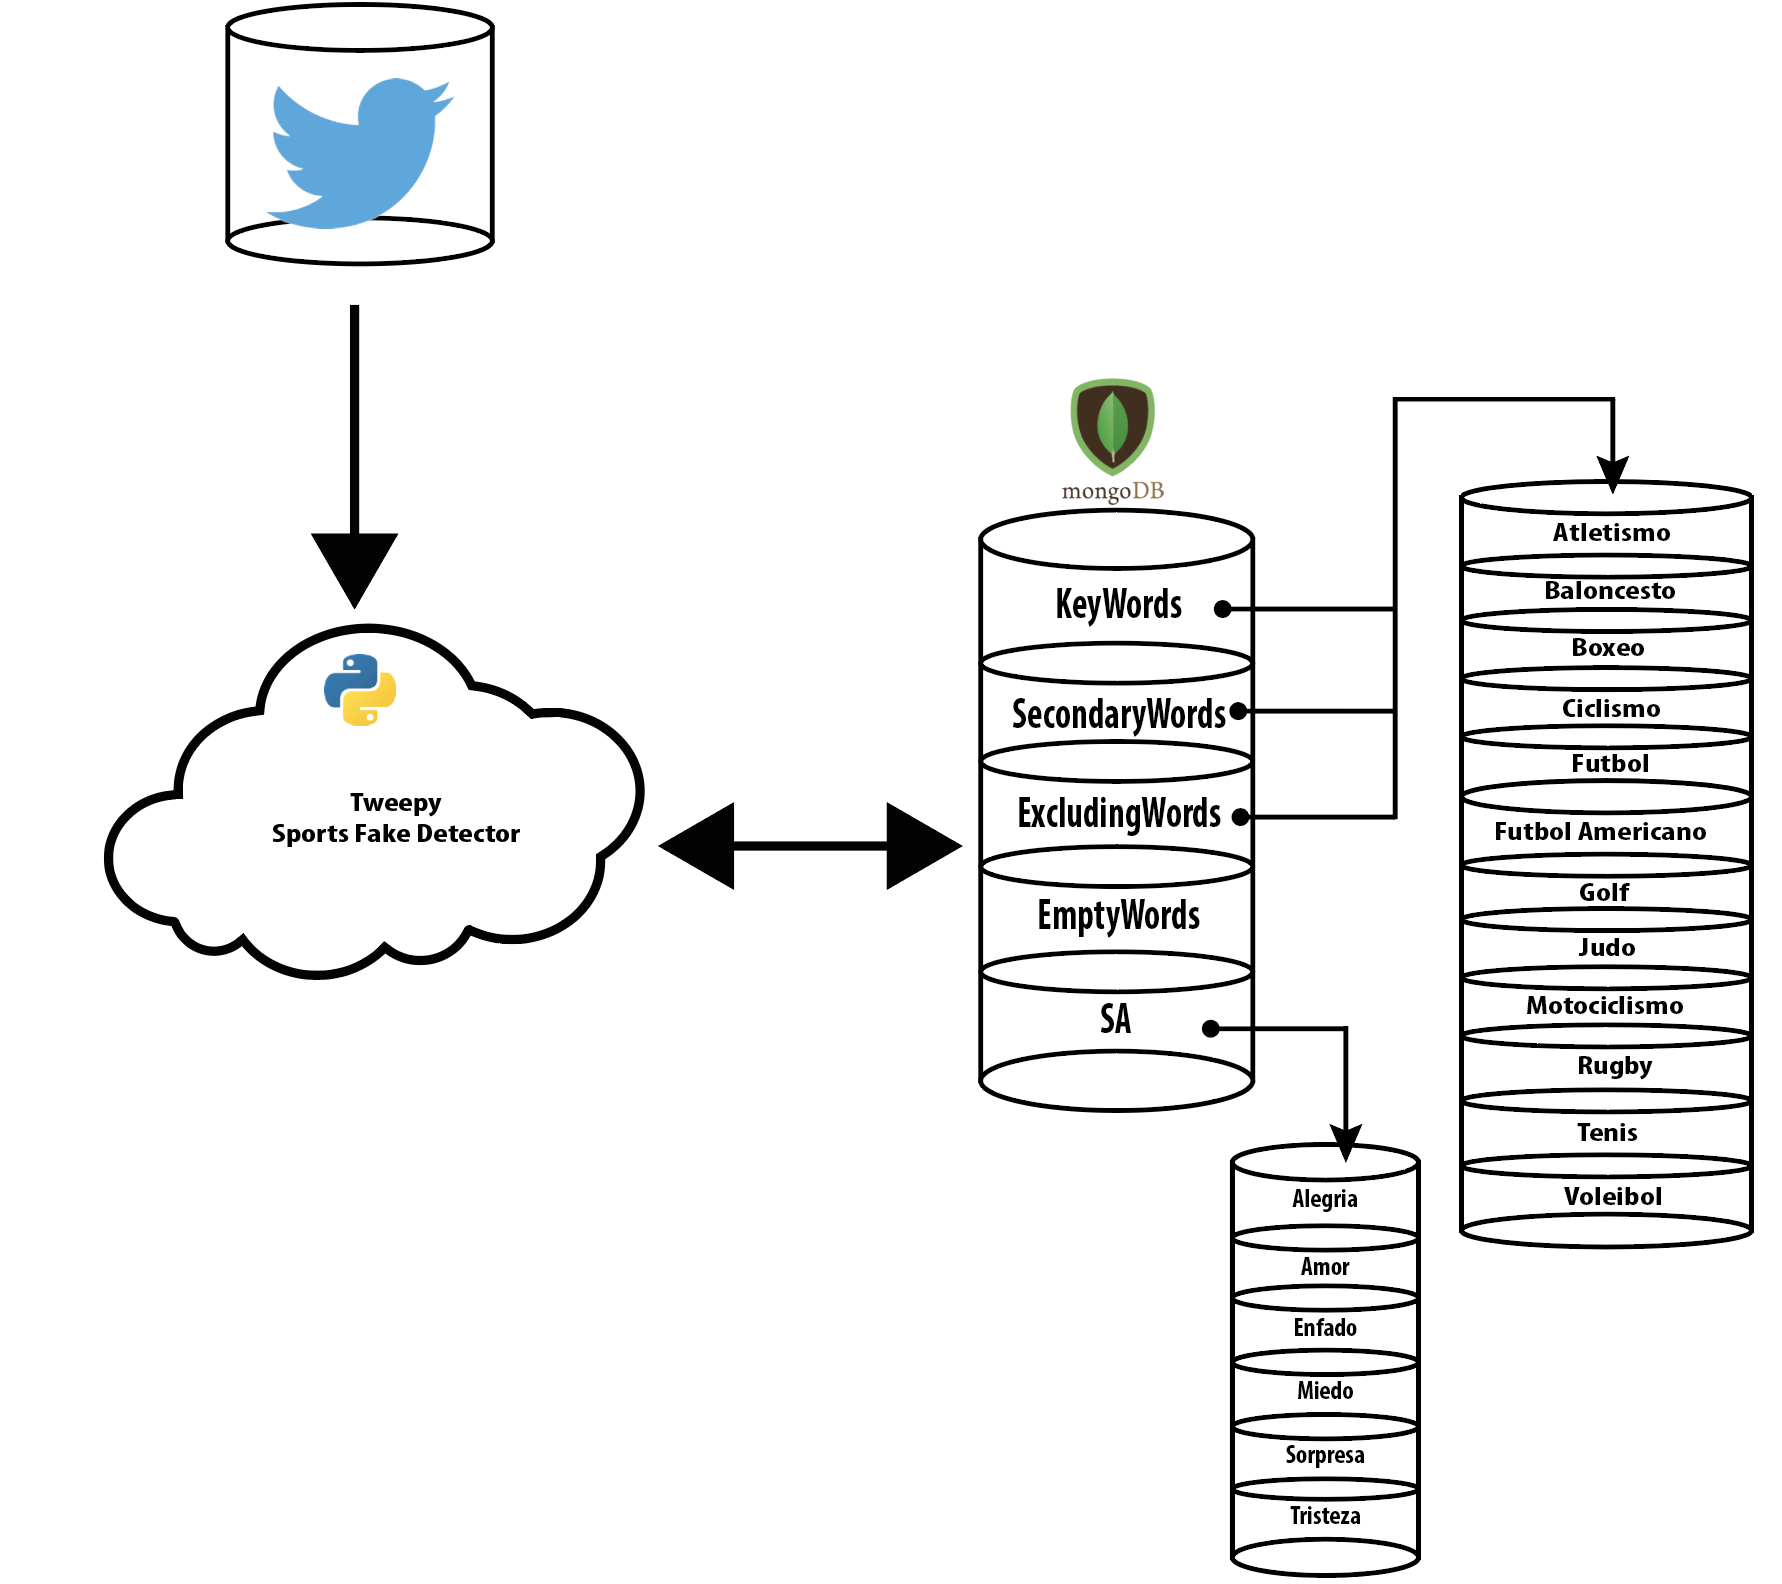 Tweepy
Sports Fake Detector
mongoDB
KeyWords
SecondaryWords
ExcludingWords
EmptyWords
SA
Atletismo
Baloncesto
Boxeo
Ciclismo
Futbol
Futbol Americano
Golf
Judo
Motociclismo
Rugby
Tenis
Voleibol
Alegria
Amor
Enfado
Miedo
Sorpresa
Tristeza